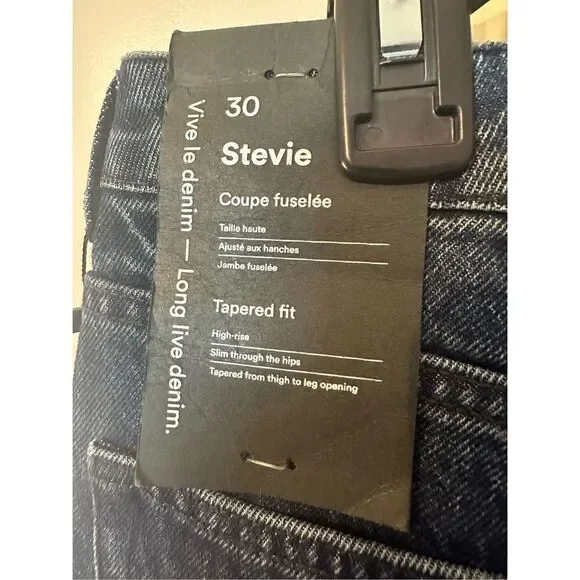 30
Stevie
Coupe fuselée
Taille haute
Ajusté aux hanches
Jambe fuselée
Tapered fit
High-rise
Slim through the hips
Tapered from thigh to leg opening
Vive le denim — Long live denim.